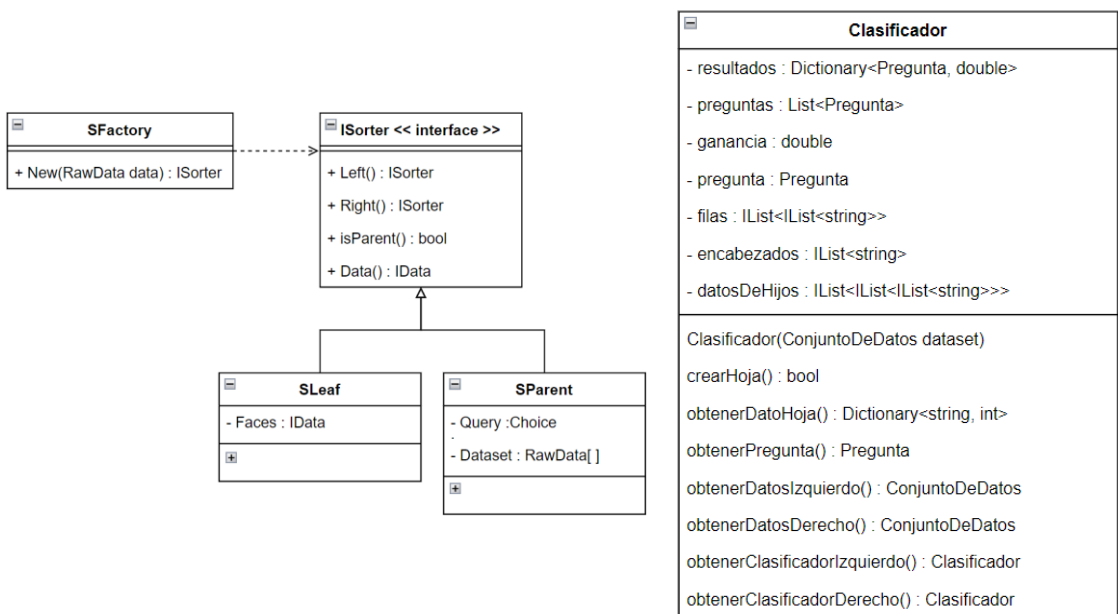 SFactory
+ New(RawData data) : ISorter
ISorter << interface >>
+ Left() : ISorter
+ Right() : ISorter
+ isParent() : bool
+ Data() : IData
SLeaf
- Faces : IData
SParent
- Query :Choice
- Dataset : RawData[ ]
Clasificador
- resultados : Dictionary<Pregunta, double>
- preguntas : List<Pregunta>
- ganancia : double
- pregunta : Pregunta
- filas : IList<IList<string>>
- encabezados : IList<string>
- datosDeHijos : IList<IList<IList<string>>>
Clasificador(ConjuntoDeDatos dataset)
crearHoja() : bool
obtenerDatoHoja() : Dictionary<string, int>
obtenerPregunta() : Pregunta
obtenerDatosIzquierdo() : ConjuntoDeDatos
obtenerDatosDerecho() : ConjuntoDeDatos
obtenerClasificadorIzquierdo() : Clasificador
obtenerClasificadorDerecho() : Clasificador